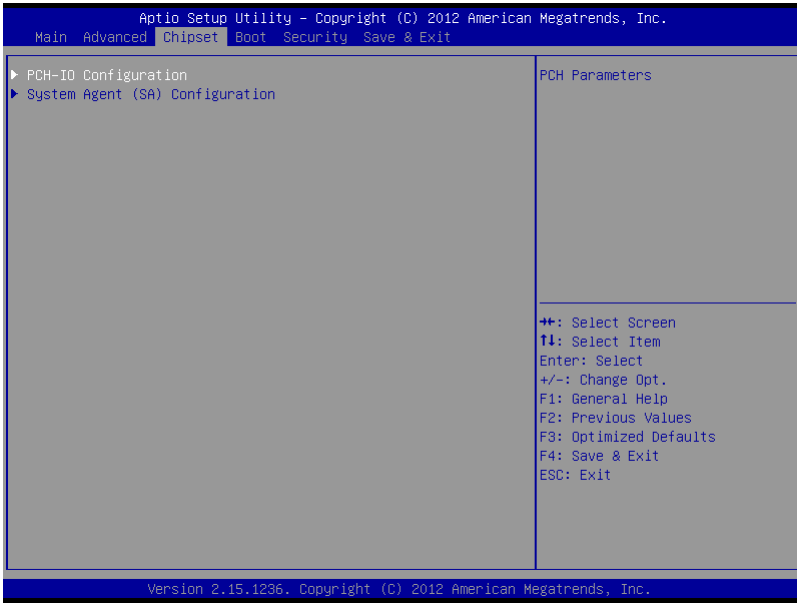 Aptio Setup Utility – Copyright (C) 2012 American Megatrends, Inc.
Main Advanced Chipset Boot Security Save & Exit
PCH-IO Configuration
System Agent (SA) Configuration
PCH Parameters
→←: Select Screen
↑↓: Select Item
Enter: Select
+/-: Change Opt.
F1: General Help
F2: Previous Values
F3: Optimized Defaults
F4: Save & Exit
ESC: Exit
Version 2.15.1236. Copyright (C) 2012 American Megatrends, Inc.